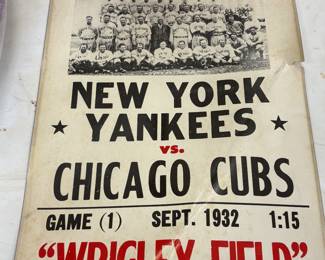 NEW YORK
★ YANKEES ★
vs.
CHICAGO CUBS
GAME (1) SEPT. 1932 1:15
"WRIGLEY FIELD"